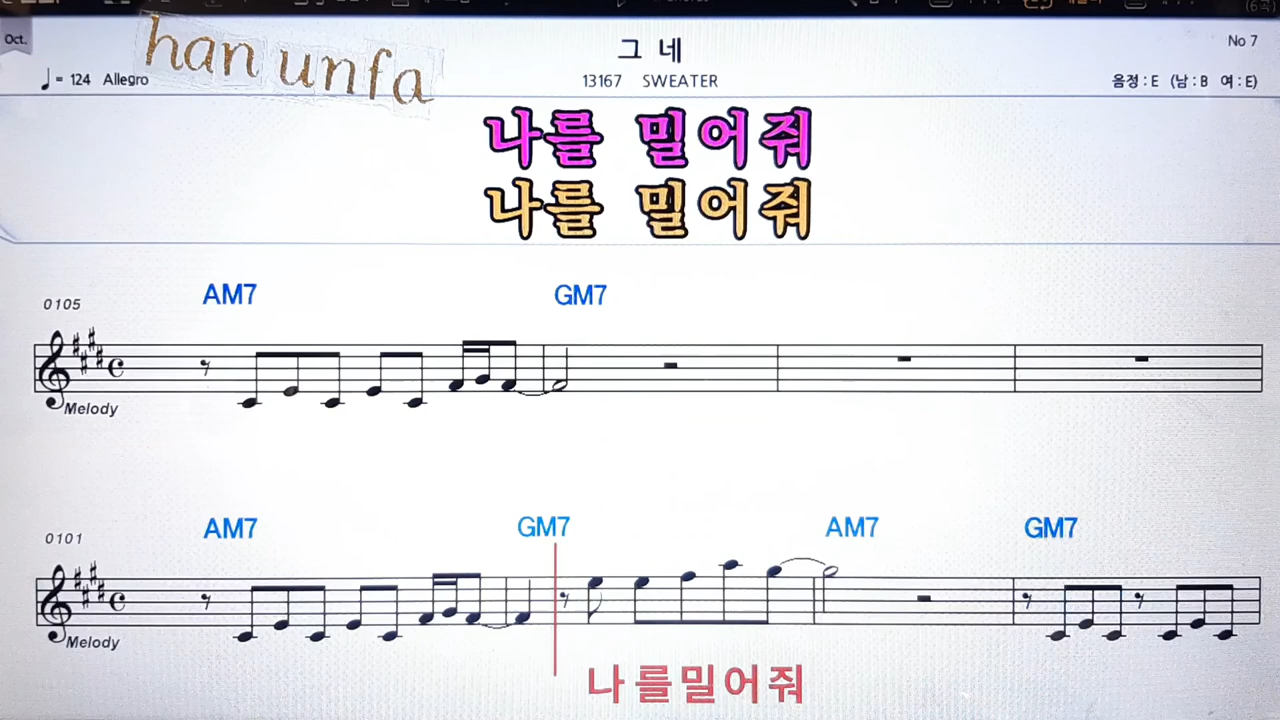 Oct.
han unfa
그 네
No 7
♩= 124 Allegro
13167 SWEATER
음정 : E (남 : B 여 : E)
나를 밀어줘
나를 밀어줘
0105
AM7 GM7
Melody
0101
AM7 GM7 AM7 GM7
Melody
나를밀어줘